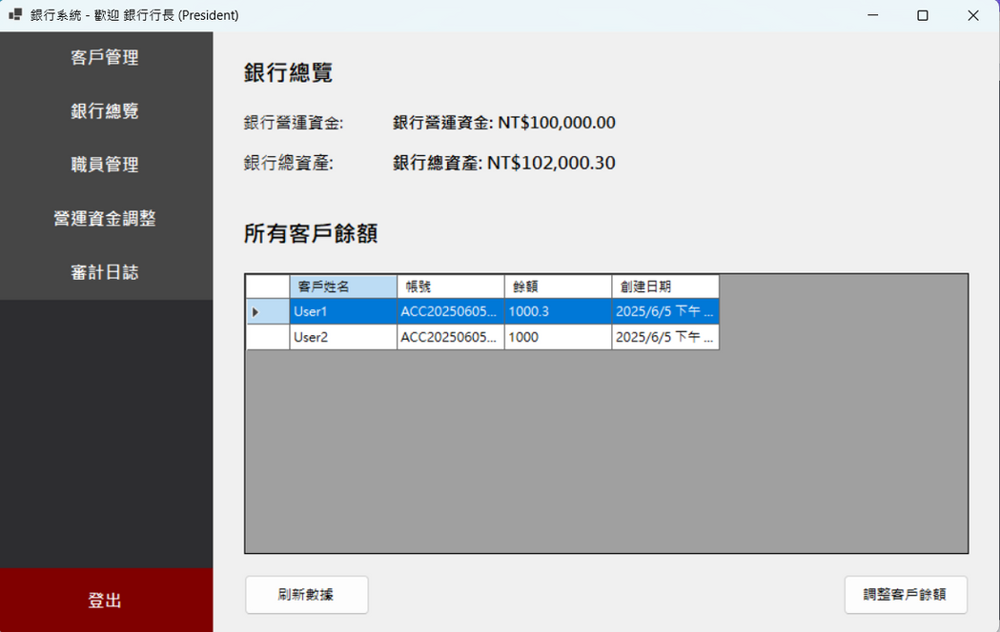 銀行系統 - 歡迎 銀行行長 (President)
客戶管理
銀行總覽
職員管理
營運資金調整
審計日誌
登出
銀行總覽
銀行營運資金: 銀行營運資金: NT$100,000.00
銀行總資產: 銀行總資產: NT$102,000.30
所有客戶餘額
客戶姓名 帳號 餘額 創建日期
User1 ACC20250605... 1000.3 2025/6/5 下午 ...
User2 ACC20250605... 1000 2025/6/5 下午 ...
刷新數據 調整客戶餘額